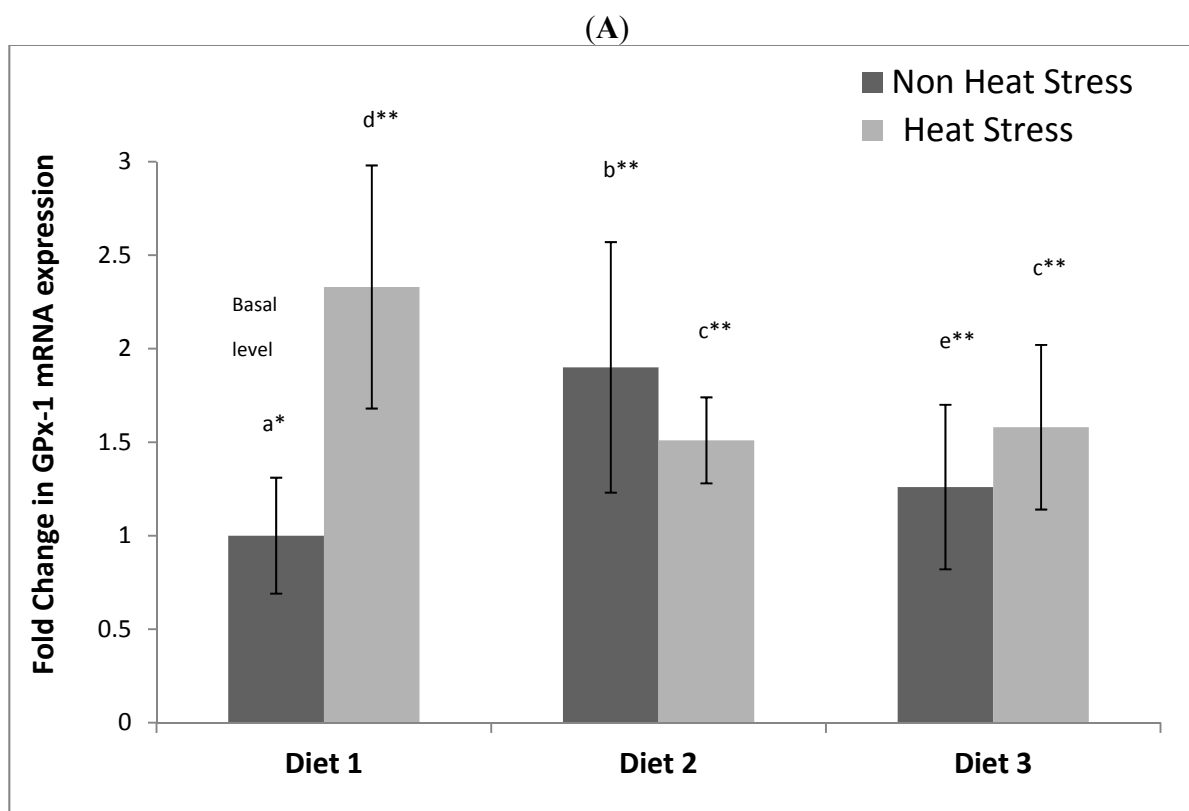 (A)
Non Heat Stress
Heat Stress
Fold Change in GPx-1 mRNA expression
3
2.5
2
1.5
1
0.5
0
Basal
level
a*
d**
b**
c**
e**
c**
Diet 1
Diet 2
Diet 3